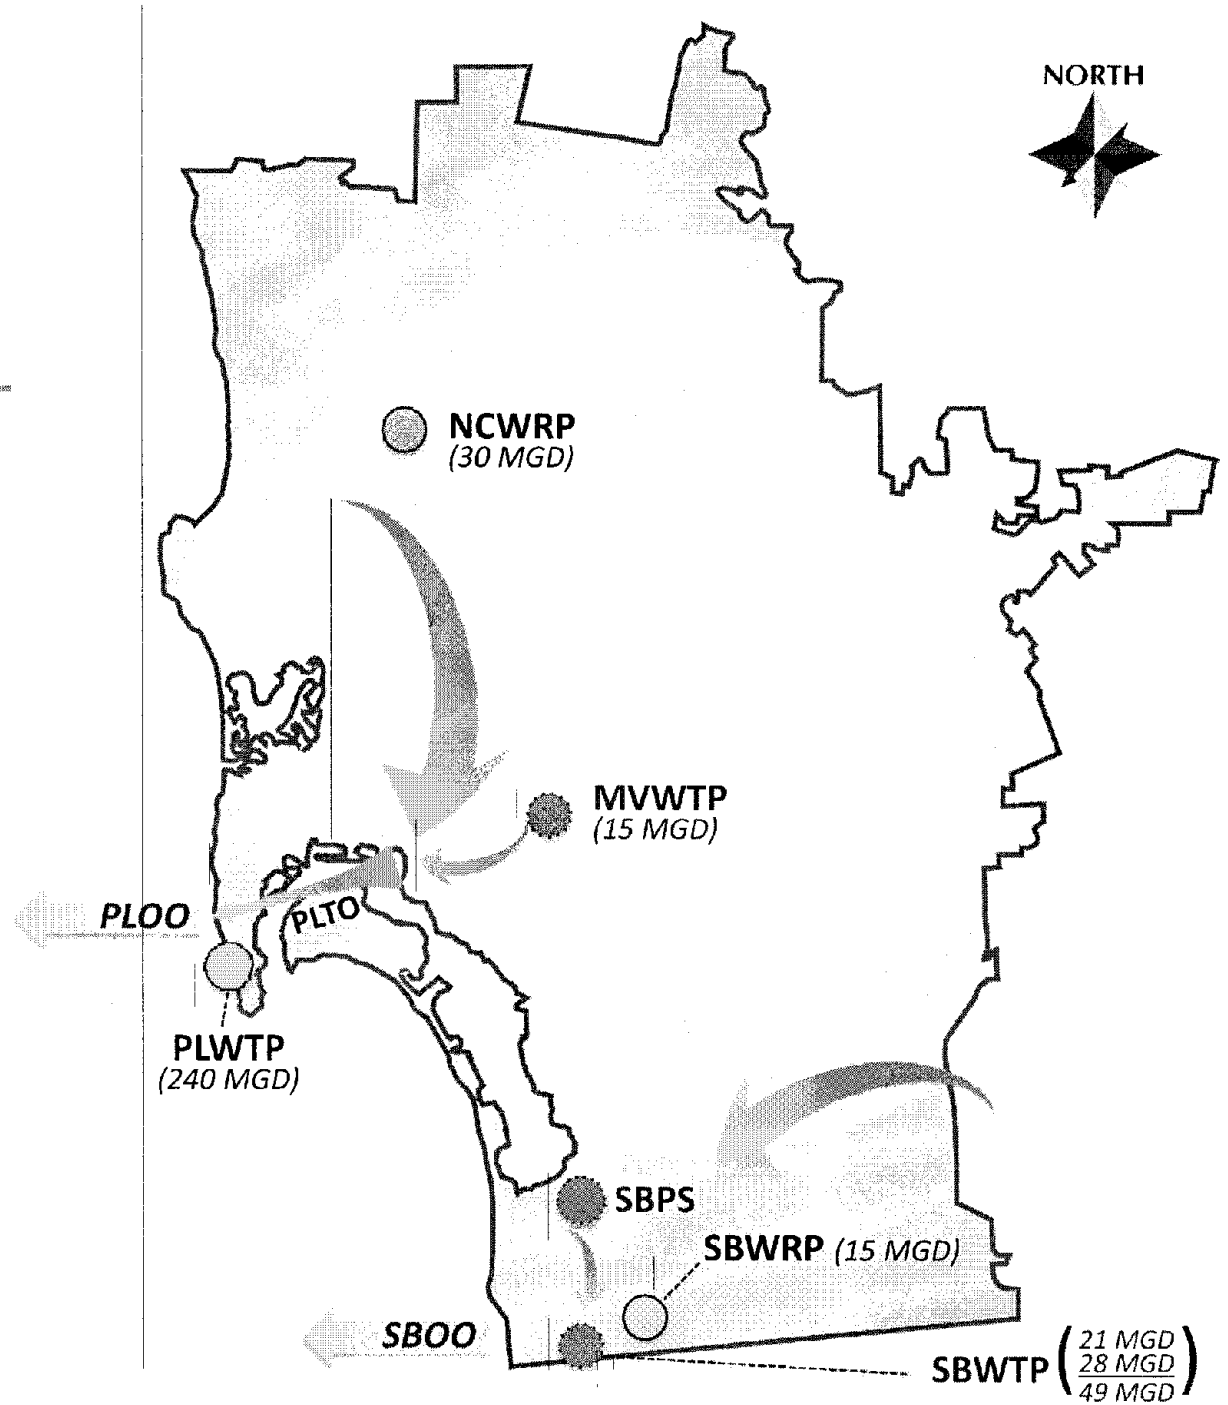 NORTH
NCWRP
(30 MGD)
MVWTP
(15 MGD)
PLOO
PLTO
PLWTP
(240 MGD)
SBPS
SBWRP (15 MGD)
SBOO
SBWTP
21 MGD
28 MGD
49 MGD